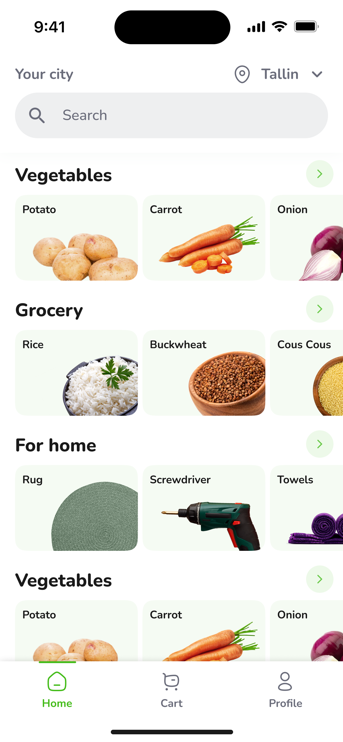 9:41
Your city
Tallin
Search
Vegetables
Potato
Carrot
Onion
Grocery
Rice
Buckwheat
Cous Cous
For home
Rug
Screwdriver
Towels
Vegetables
Potato
Carrot
Onion
Home
Cart
Profile